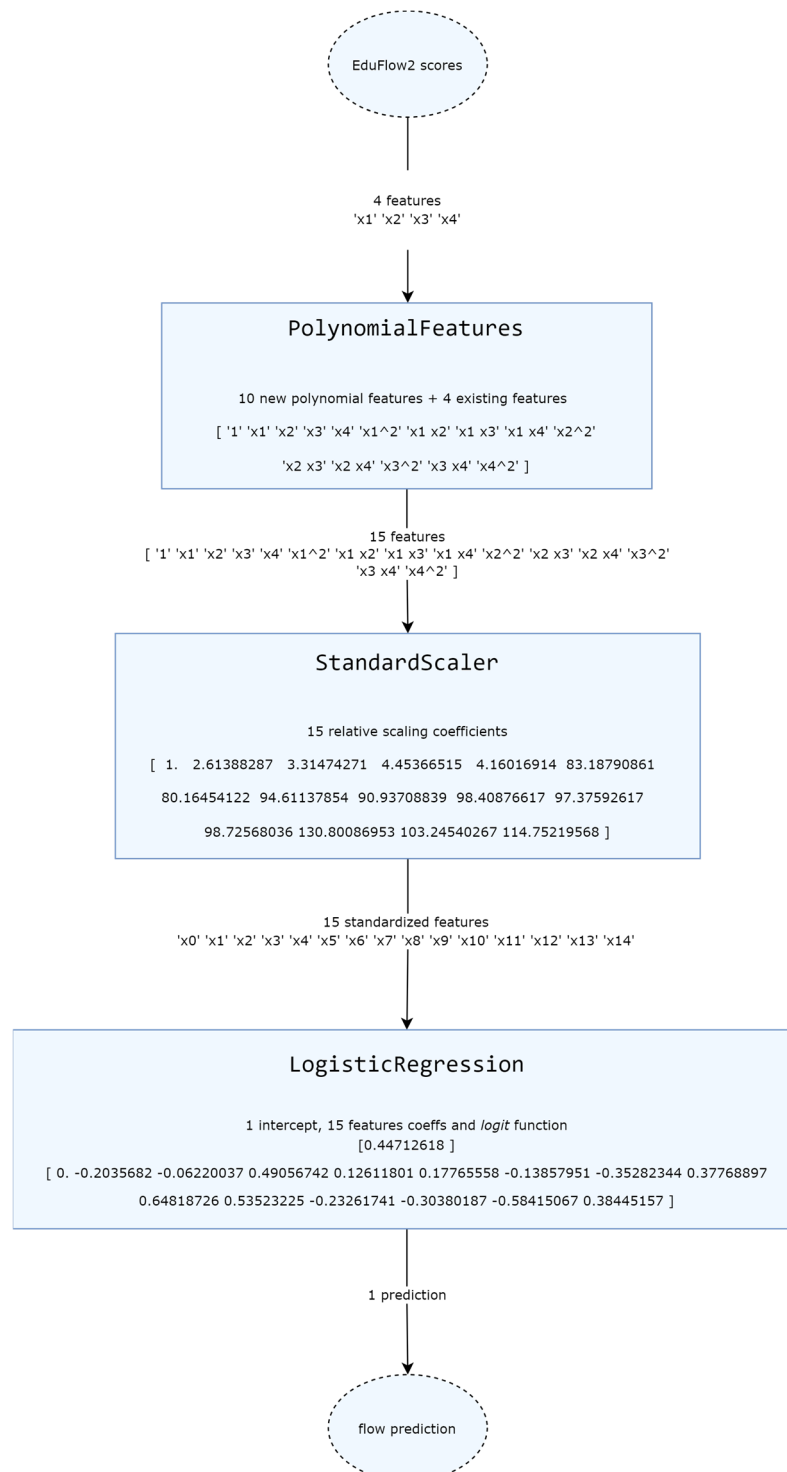 EduFlow2 scores
4 features
'x1' 'x2' 'x3' 'x4'
PolynomialFeatures
10 new polynomial features + 4 existing features
[ '1' 'x1' 'x2' 'x3' 'x4' 'x1^2' 'x1 x2' 'x1 x3' 'x1 x4' 'x2^2'
'x2 x3' 'x2 x4' 'x3^2' 'x3 x4' 'x4^2' ]
15 features
[ '1' 'x1' 'x2' 'x3' 'x4' 'x1^2' 'x1 x2' 'x1 x3' 'x1 x4' 'x2^2' 'x2 x3' 'x2 x4' 'x3^2'
'x3 x4' 'x4^2' ]
StandardScaler
15 relative scaling coefficients
[ 1. 2.61388287 3.31474271 4.45366515 4.16016914 83.18790861
80.16454122 94.61137854 90.93708839 98.40876617 97.37592617
98.72568036 130.80086953 103.24540267 114.75219568 ]
15 standardized features
'x0' 'x1' 'x2' 'x3' 'x4' 'x5' 'x6' 'x7' 'x8' 'x9' 'x10' 'x11' 'x12' 'x13' 'x14'
LogisticRegression
1 intercept, 15 features coeffs and logit function
[0.44712618 ]
[ 0. -0.2035682 -0.06220037 0.49056742 0.12611801 0.17765558 -0.13857951 -0.35282344 0.37768897
0.64818726 0.53523225 -0.23261741 -0.30380187 -0.58415067 0.38445157 ]
1 prediction
flow prediction